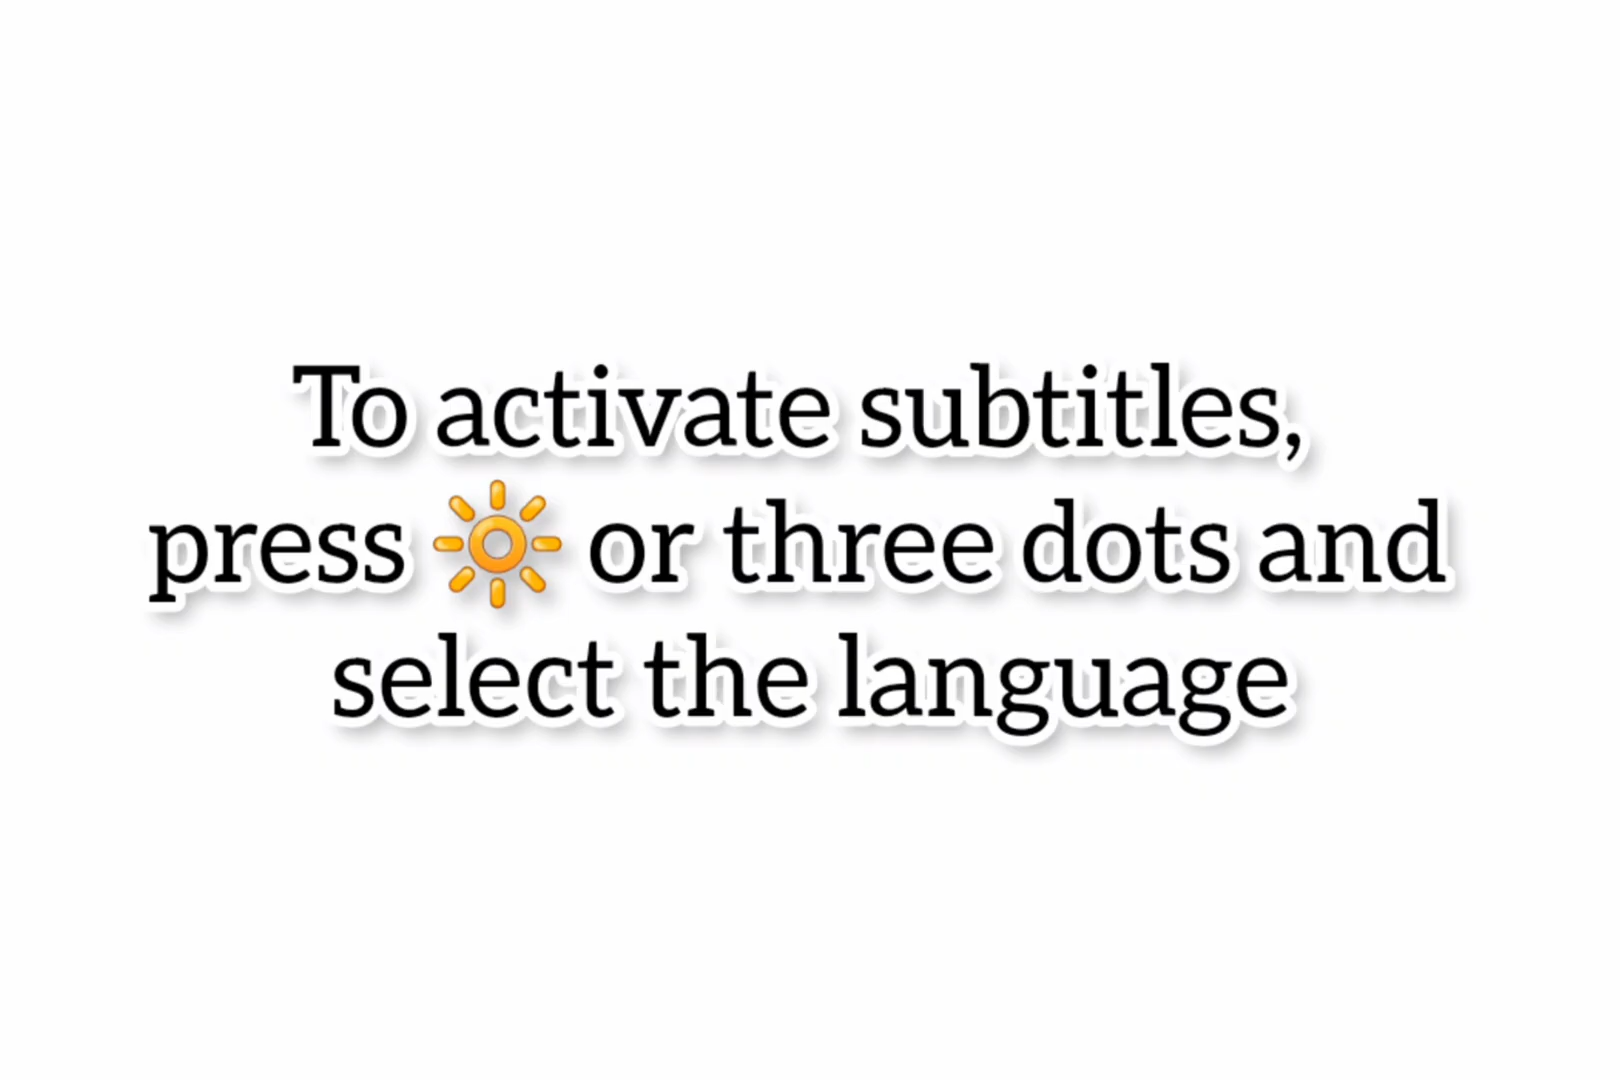 To activate subtitles,
press 🔆 or three dots and
select the language